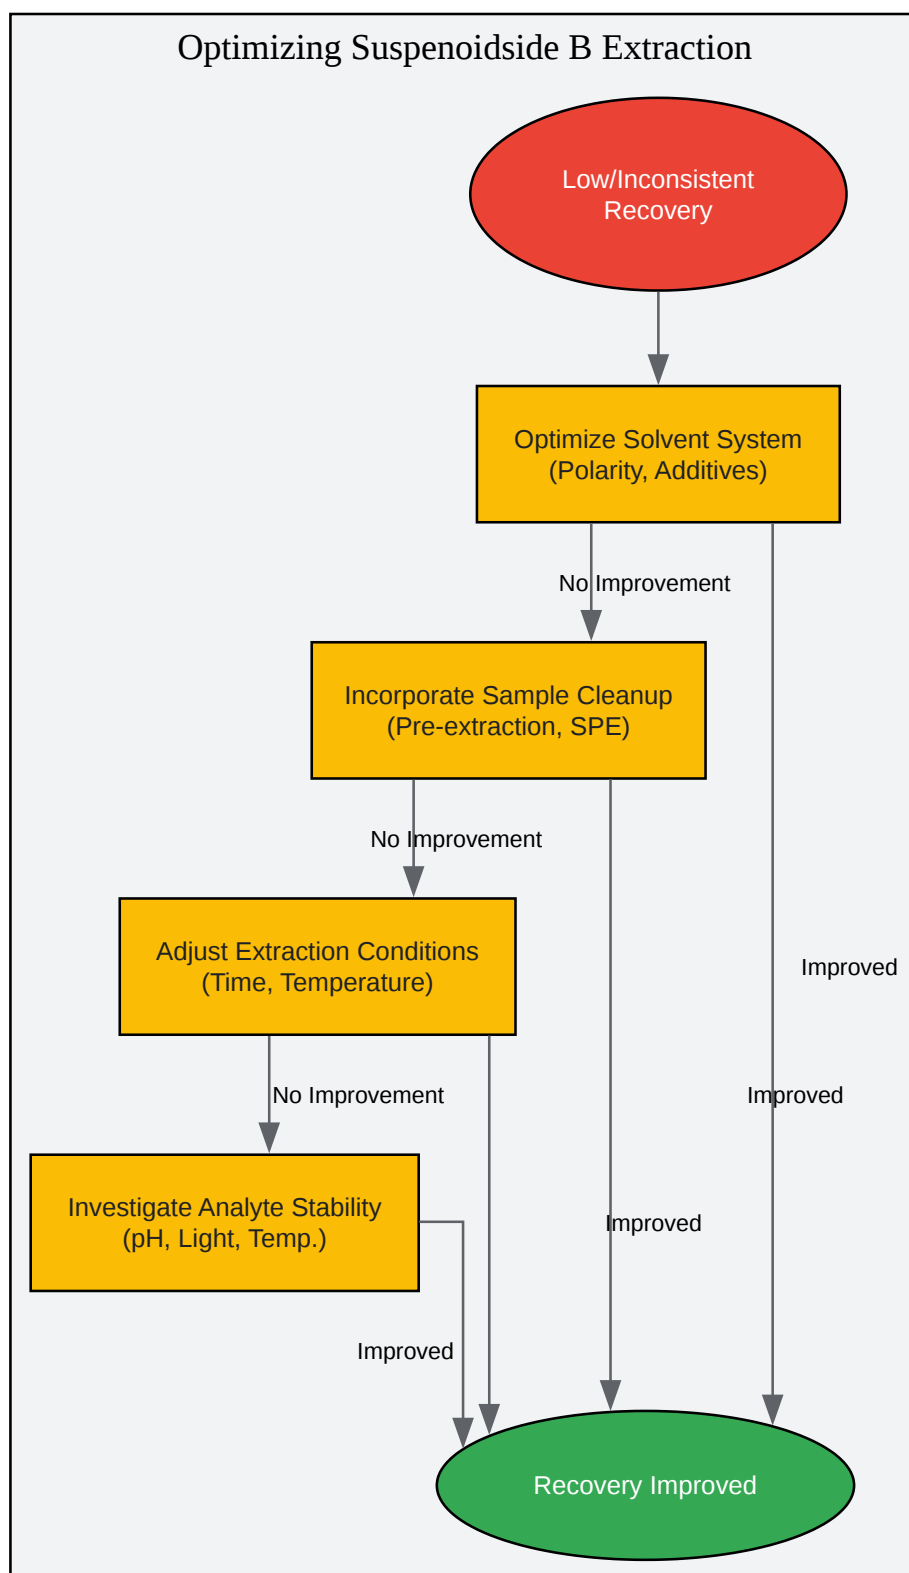 Optimizing Suspenoidside B Extraction
Low/Inconsistent
Recovery
Optimize Solvent System
(Polarity, Additives)
No Improvement
Incorporate Sample Cleanup
(Pre-extraction, SPE)
No Improvement
Adjust Extraction Conditions
(Time, Temperature)
Improved
No Improvement
Improved
Investigate Analyte Stability
(pH, Light, Temp.)
Improved
Improved
Recovery Improved